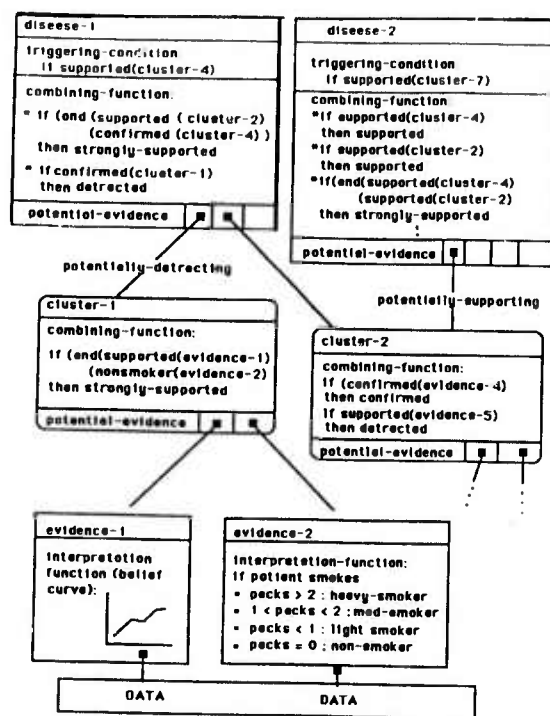 diseese-1
triggering-condition
if supported(cluster-4)
combining-function:
* if (and (supported ( cluster-2)
(confirmed (cluster-4) )
then strongly-supported
* if confirmed(cluster-1)
then detracted
potential-evidence
diseese-2
triggering-condition
if supported(cluster-7)
combining-function
*if supported(cluster-4)
then supported
*if supported(cluster-2)
then supported
*if(and(supported(cluster-4)
(supported(cluster-2)
then strongly-supported
potential-evidence
potentially-detracting
potentially-supporting
cluster-1
combining-function:
if (and(supported(evidence-1)
(nonsmoker(evidence-2)
then strongly-supported
potential-evidence
cluster-2
combining-function:
if (confirmed(evidence-4)
then confirmed
if supported(evidence-5)
then detracted
potential-evidence
evidence-1
interpretation
function (belief
curve):
evidence-2
interpretation-function:
if patient smokes
* packs > 2 : heavy-smoker
* 1 < packs < 2 : med-smoker
* packs < 1 : light smoker
* packs = 0 : non-smoker
DATA DATA